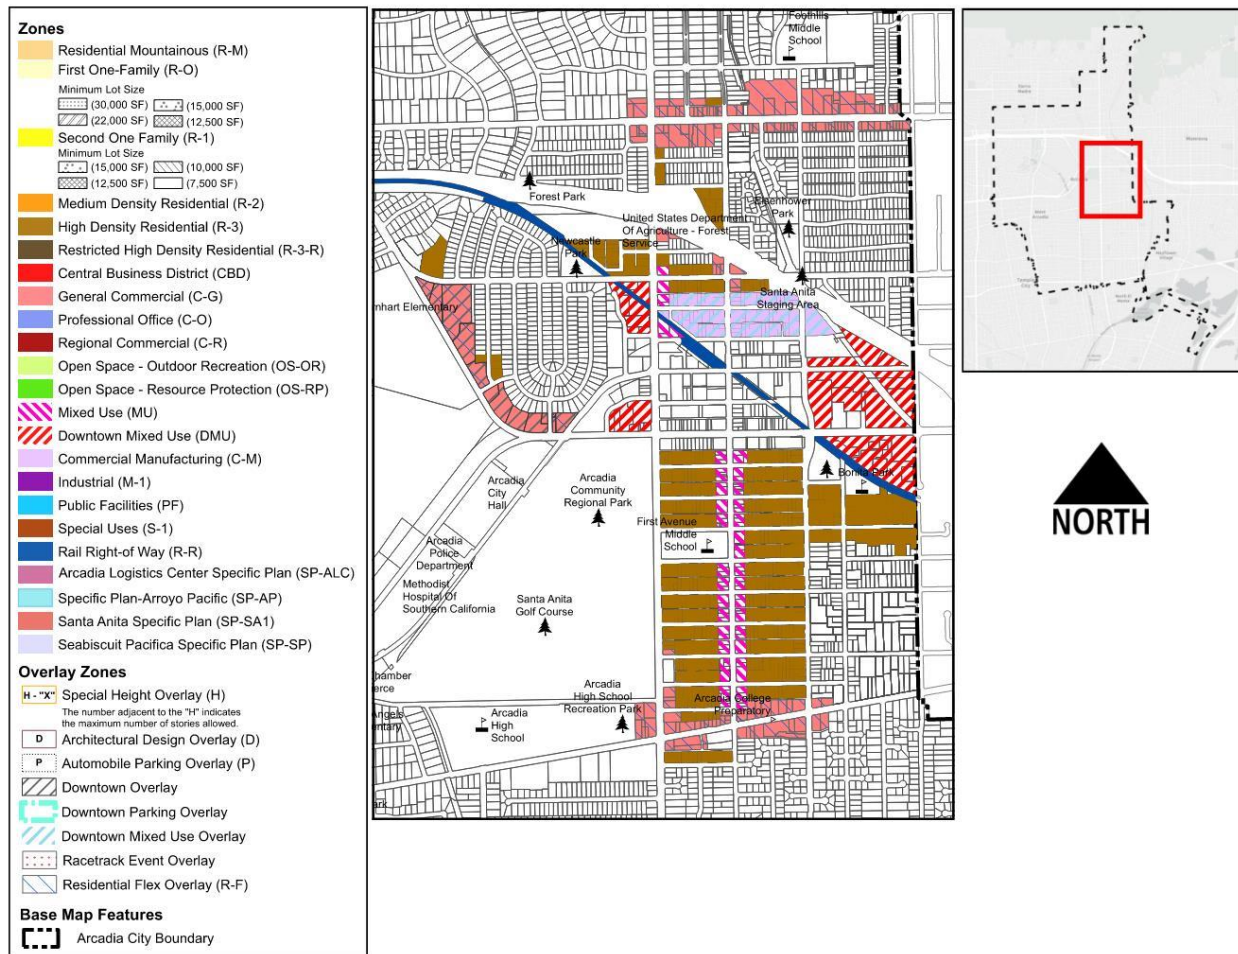 Zones
Residential Mountainous (R-M)
First One-Family (R-O)
Minimum Lot Size
(30,000 SF) (15,000 SF)
(22,000 SF) (12,500 SF)
Second One Family (R-1)
Minimum Lot Size
(15,000 SF) (10,000 SF)
(12,500 SF) (7,500 SF)
Medium Density Residential (R-2)
High Density Residential (R-3)
Restricted High Density Residential (R-3-R)
Central Business District (CBD)
General Commercial (C-G)
Professional Office (C-O)
Regional Commercial (C-R)
Open Space - Outdoor Recreation (OS-OR)
Open Space - Resource Protection (OS-RP)
Mixed Use (MU)
Downtown Mixed Use (DMU)
Commercial Manufacturing (C-M)
Industrial (M-1)
Public Facilities (PF)
Special Uses (S-1)
Rail Right-of Way (R-R)
Arcadia Logistics Center Specific Plan (SP-ALC)
Specific Plan-Arroyo Pacific (SP-AP)
Santa Anita Specific Plan (SP-SA1)
Seabiscuit Pacifica Specific Plan (SP-SP)
Overlay Zones
H - "X" Special Height Overlay (H)
The number adjacent to the "H" indicates
the maximum number of stories allowed.
D Architectural Design Overlay (D)
P Automobile Parking Overlay (P)
Downtown Overlay
Downtown Parking Overlay
Downtown Mixed Use Overlay
Racetrack Event Overlay
Residential Flex Overlay (R-F)
Base Map Features
Arcadia City Boundary
Foothills
Middle
School
Forest Park
Eisenhower
Park
United States Department
Of Agriculture - Forest
Service
Newcastle
Park
Santa Anita
Staging Area
nhart Elementary
Arcadia
City
Hall
Arcadia
Community
Regional Park
Bonita Park
First Avenue
Middle
School
Arcadia
Police
Department
Methodist
Hospital Of
Southern California
Santa Anita
Golf Course
hamber
erce
Arcadia
High School
Recreation Park
Arcadia College
Preparatory
Angels
entary
Arcadia
High
School
ark
NORTH